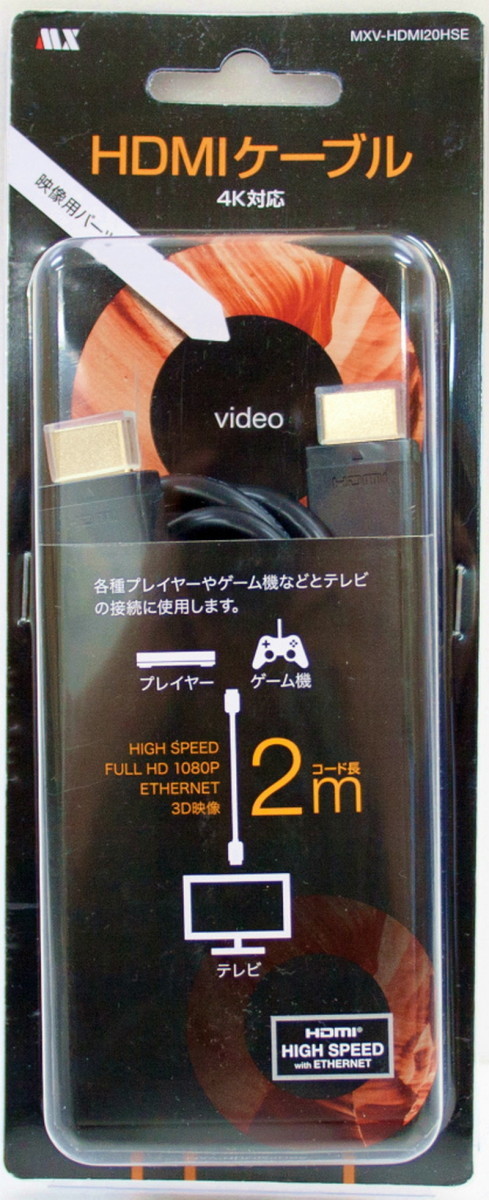 MX
MXV-HDMI20HSE
HDMIケーブル
4K対応
映像用パーツ
video
HDMI
HDMI
各種プレイヤーやゲーム機などとテレビ
の接続に使用します。
プレイヤー
ゲーム機
HIGH SPEED
FULL HD 1080P
ETHERNET
3D映像
コード長
2m
テレビ
HDMI®
HIGH SPEED
with ETHERNET